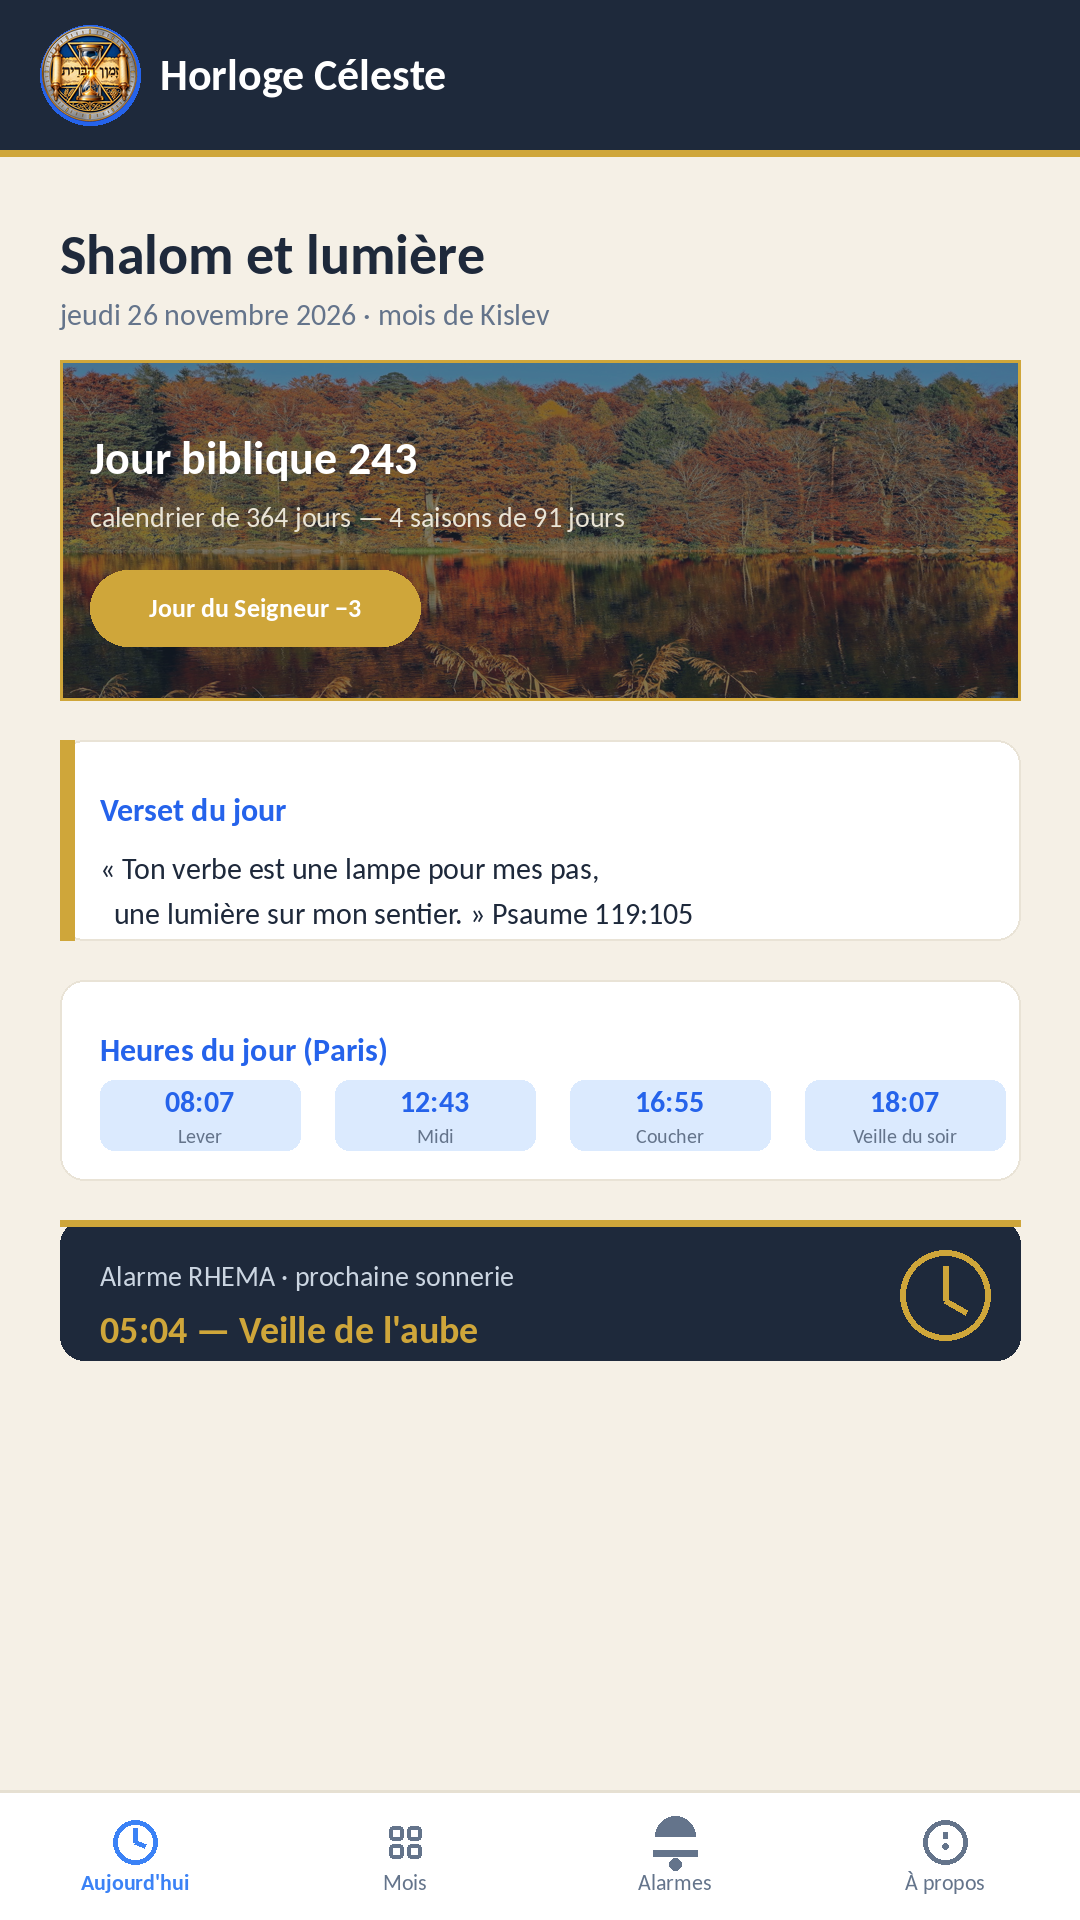 זמן הברית
Horloge Céleste
Shalom et lumière
jeudi 26 novembre 2026 · mois de Kislev
Jour biblique 243
calendrier de 364 jours — 4 saisons de 91 jours
Jour du Seigneur −3
Verset du jour
« Ton verbe est une lampe pour mes pas,
une lumière sur mon sentier. » Psaume 119:105
Heures du jour (Paris)
08:07 12:43 16:55 18:07
Lever Midi Coucher Veille du soir
Alarme RHEMA · prochaine sonnerie
05:04 — Veille de l'aube
Aujourd'hui Mois Alarmes À propos